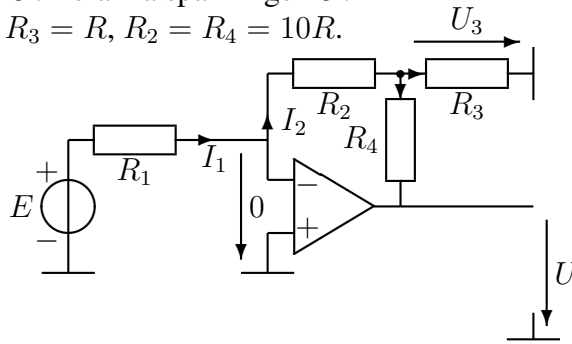 R₃ = R, R₂ = R₄ = 10R.
U₃
R₂
R₃
I₂
R₄
I₁
R₁
+
E
−
−
0
+
U